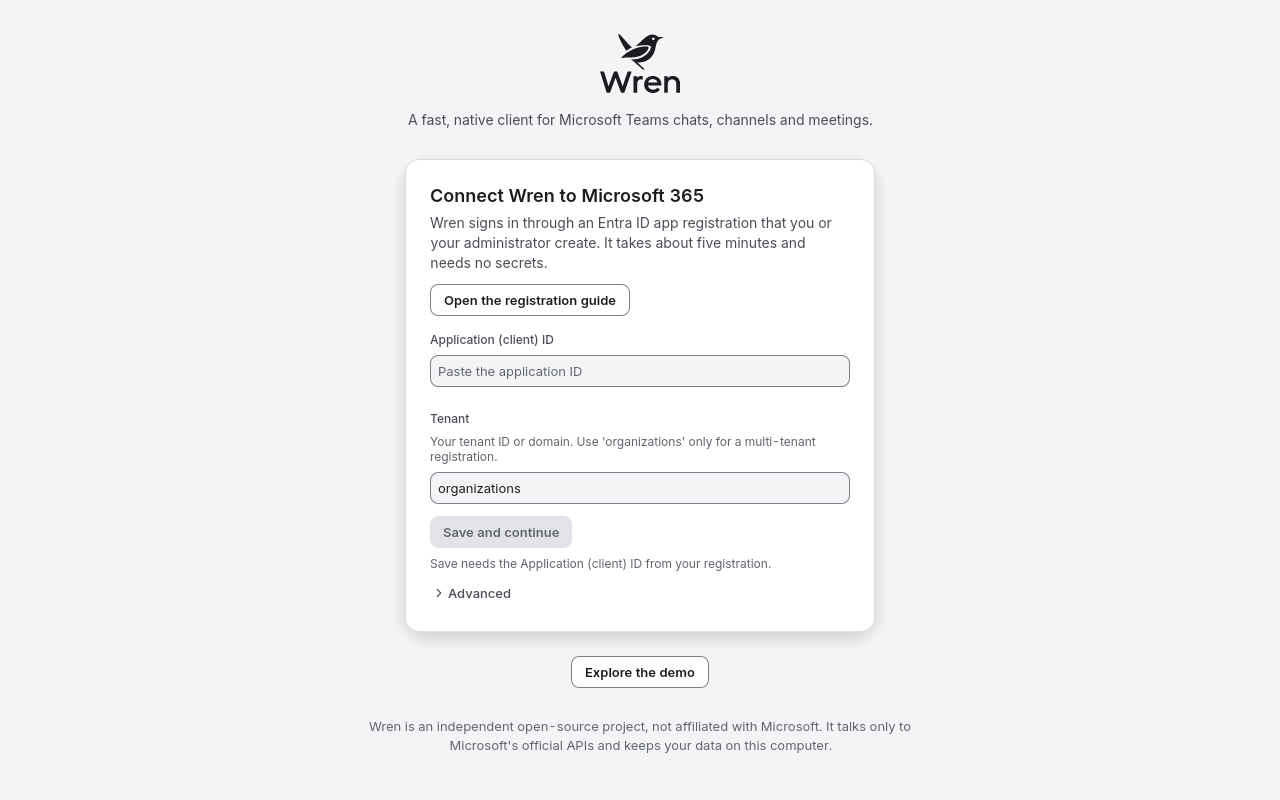 Wren
A fast, native client for Microsoft Teams chats, channels and meetings.
Connect Wren to Microsoft 365
Wren signs in through an Entra ID app registration that you or
your administrator create. It takes about five minutes and
needs no secrets.
Open the registration guide
Application (client) ID
Paste the application ID
Tenant
Your tenant ID or domain. Use 'organizations' only for a multi-tenant
registration.
organizations
Save and continue
Save needs the Application (client) ID from your registration.
Advanced
Explore the demo
Wren is an independent open-source project, not affiliated with Microsoft. It talks only to
Microsoft's official APIs and keeps your data on this computer.